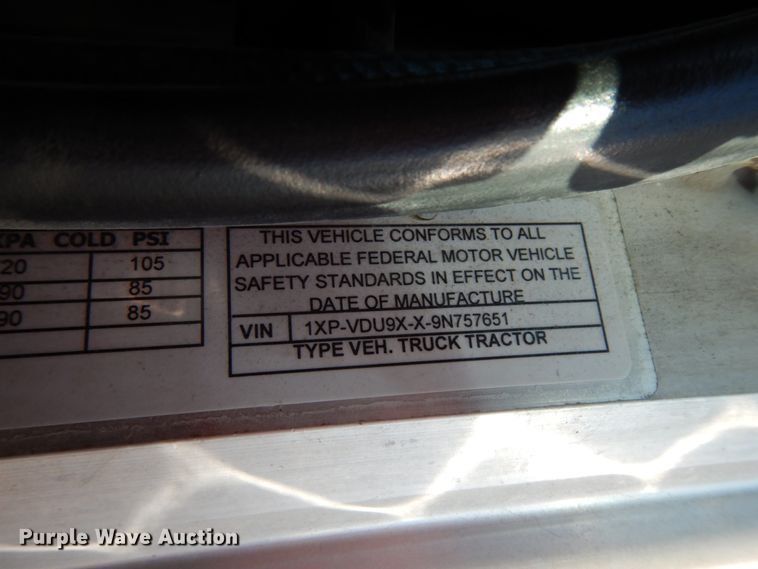 KPA COLD PSI
20 105
90 85
90 85
THIS VEHICLE CONFORMS TO ALL
APPLICABLE FEDERAL MOTOR VEHICLE
SAFETY STANDARDS IN EFFECT ON THE
DATE OF MANUFACTURE
VIN 1XP-VDU9X-X-9N757651
TYPE VEH. TRUCK TRACTOR
Purple Wave Auction